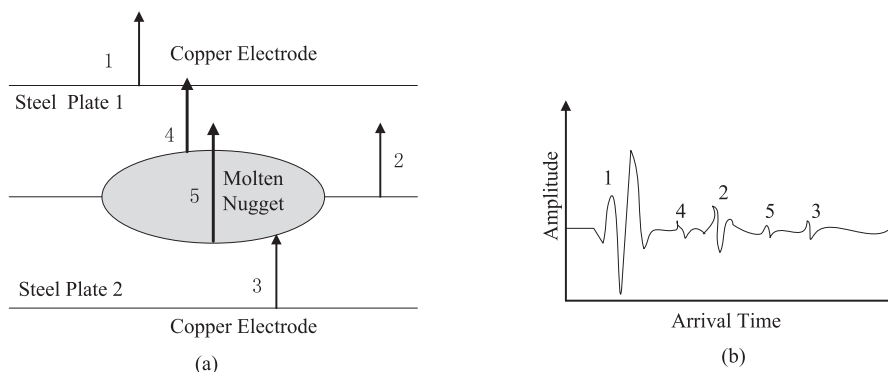 1
Copper Electrode
Steel Plate 1
4
2
5
Molten
Nugget
3
Steel Plate 2
Copper Electrode
(a)
Amplitude
1
4
2
5
3
Arrival Time
(b)